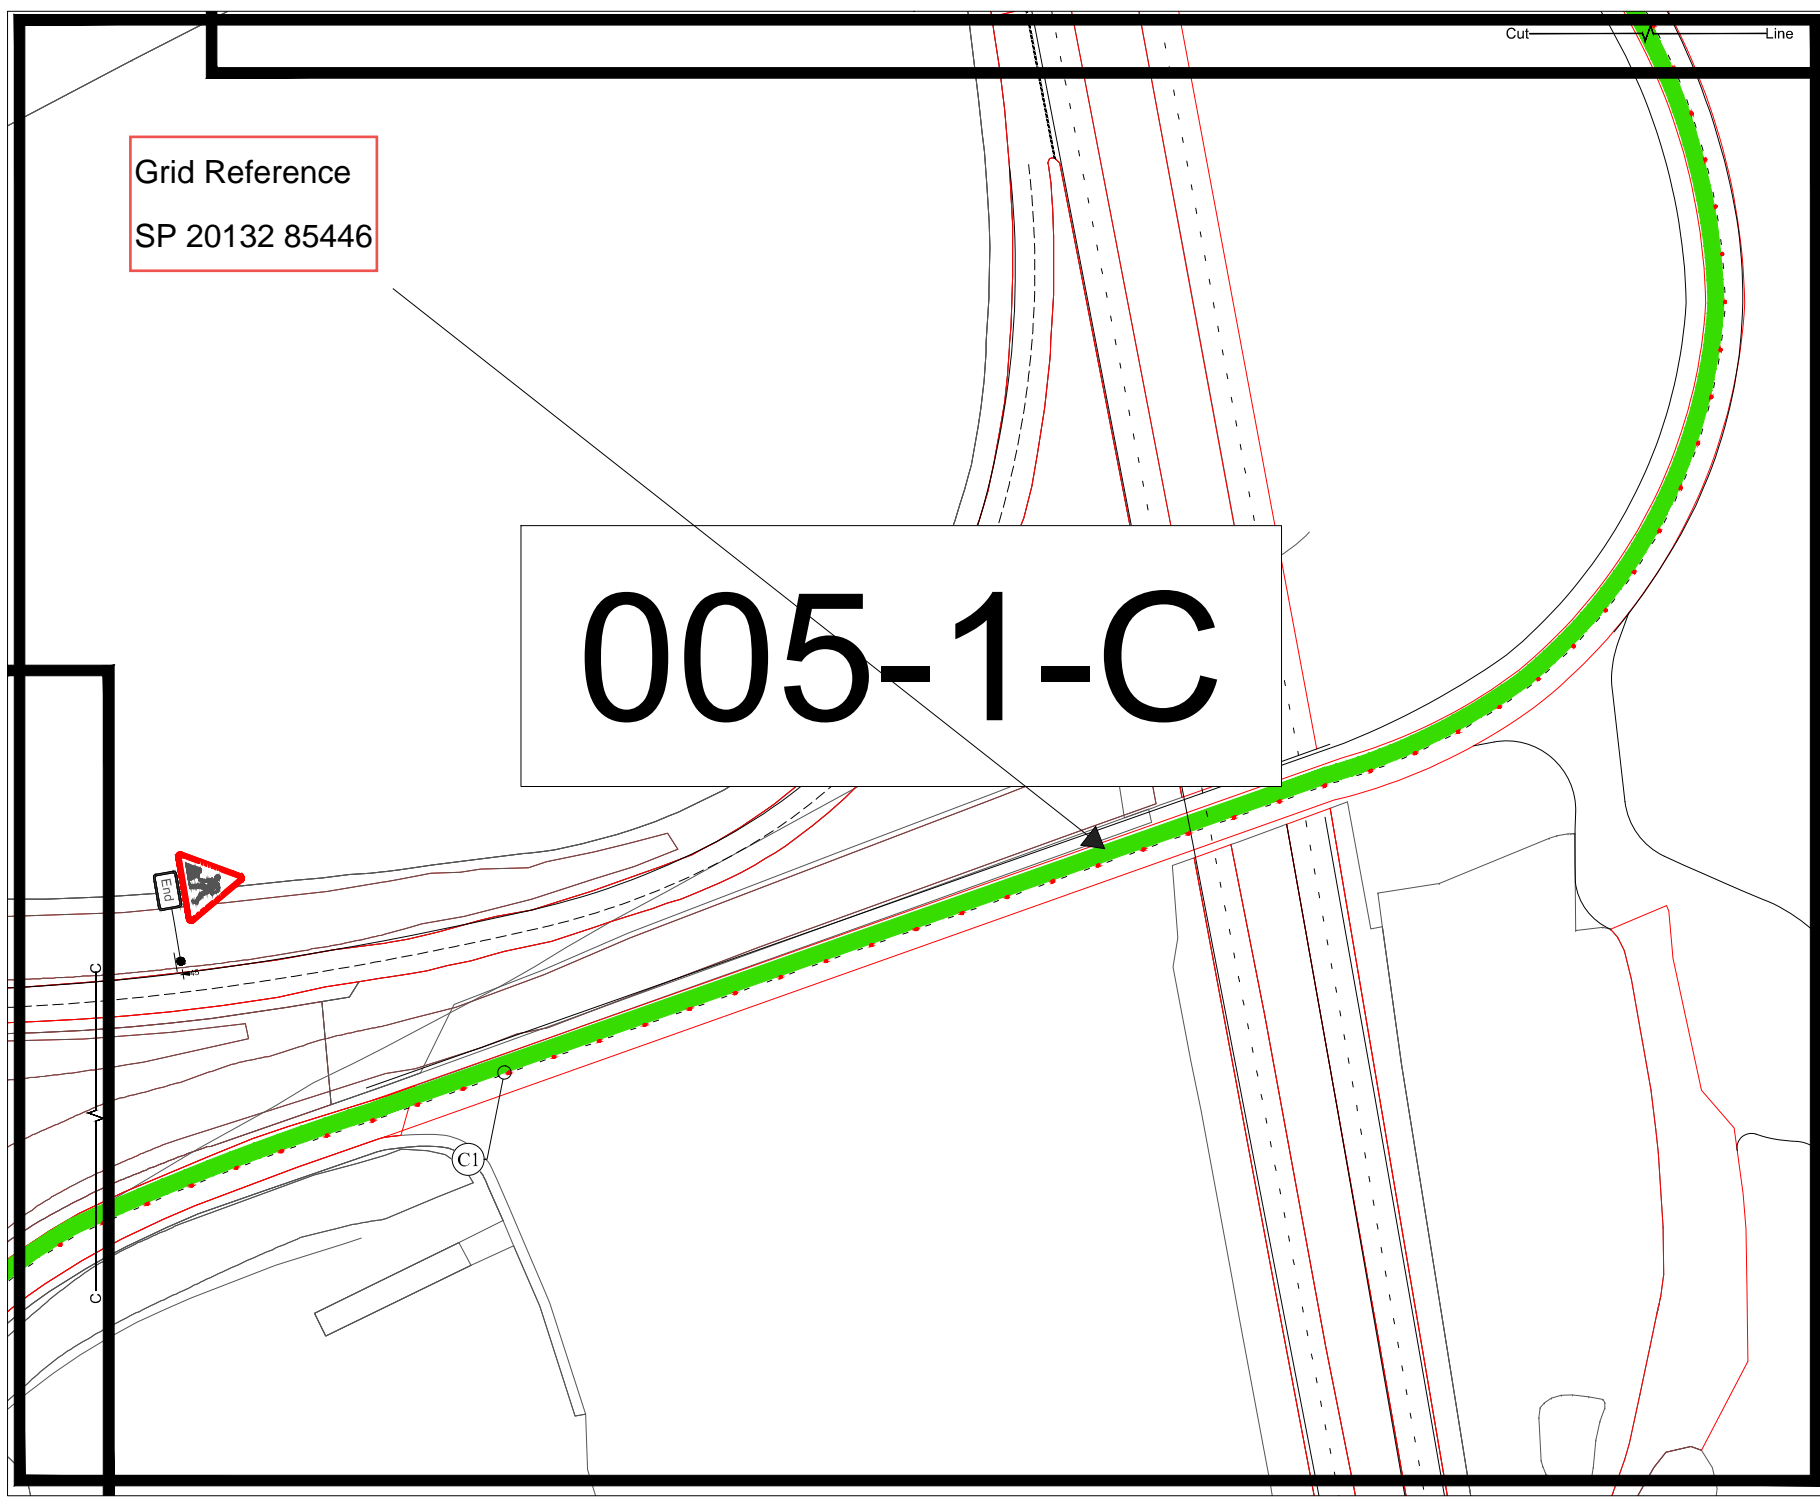 Cut Line
Grid Reference
SP 20132 85446
005-1-C
End
C
C1
C